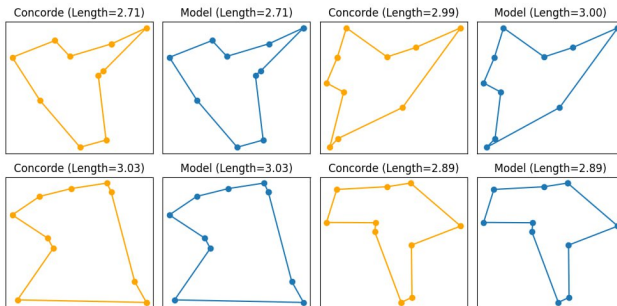 Concorde (Length=2.71)
Model (Length=2.71)
Concorde (Length=2.99)
Model (Length=3.00)
Concorde (Length=3.03)
Model (Length=3.03)
Concorde (Length=2.89)
Model (Length=2.89)